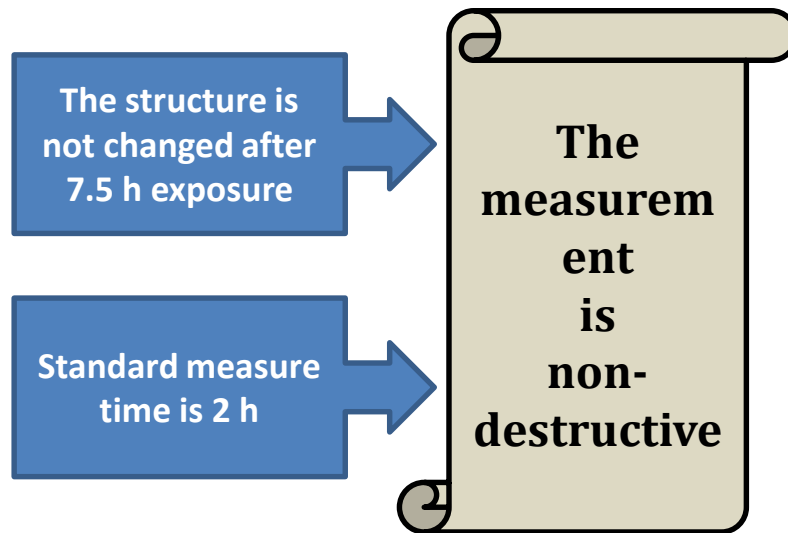 The structure is
not changed after
7.5 h exposure
Standard measure
time is 2 h
The
measurem
ent
is
non-
destructive